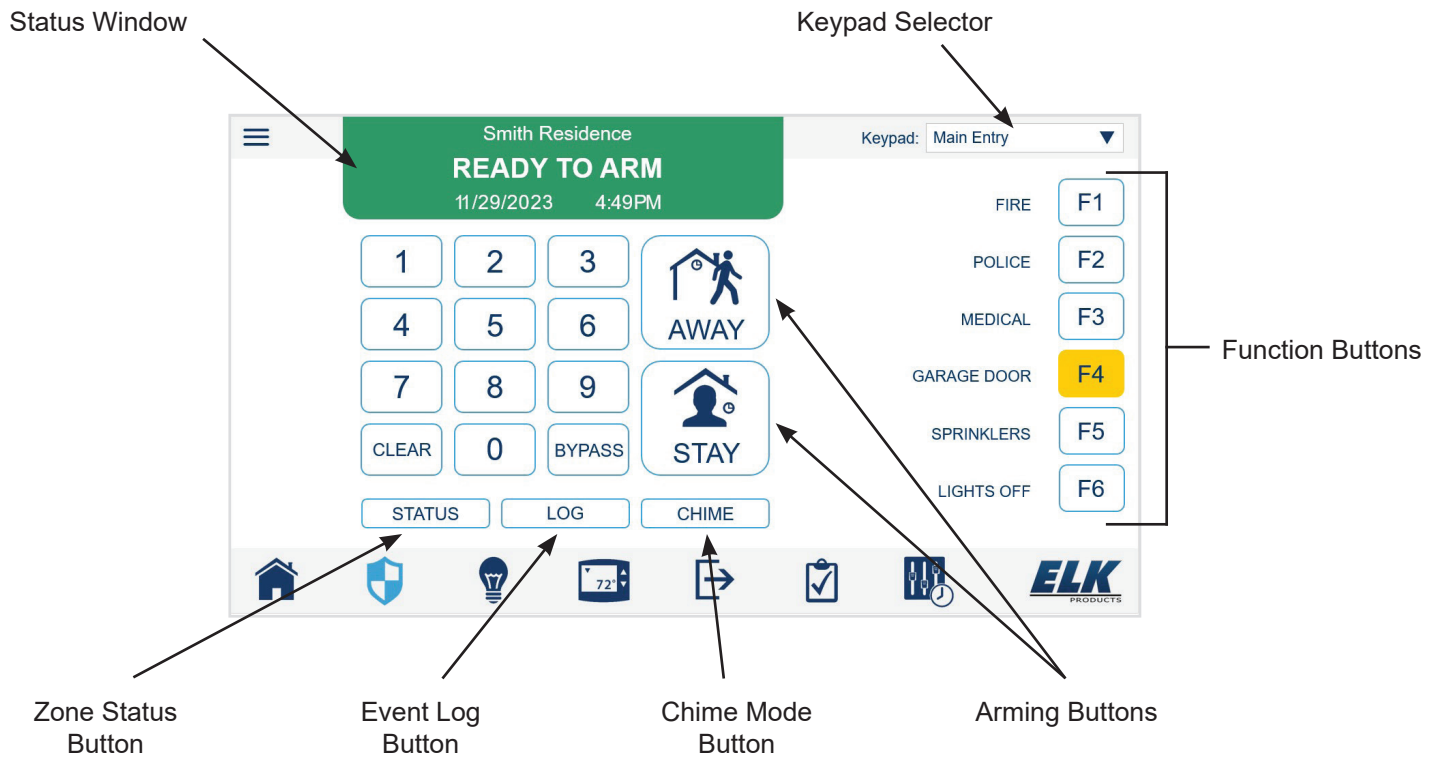 Status Window
Keypad Selector
Smith Residence
READY TO ARM
11/29/2023 4:49PM
Keypad: Main Entry
FIRE F1
POLICE F2
MEDICAL F3
GARAGE DOOR F4
SPRINKLERS F5
LIGHTS OFF F6
Function Buttons
1 2 3
AWAY
4 5 6
7 8 9
STAY
CLEAR 0 BYPASS
STATUS LOG CHIME
72°
ELK
PRODUCTS
Zone Status
Button
Event Log
Button
Chime Mode
Button
Arming Buttons